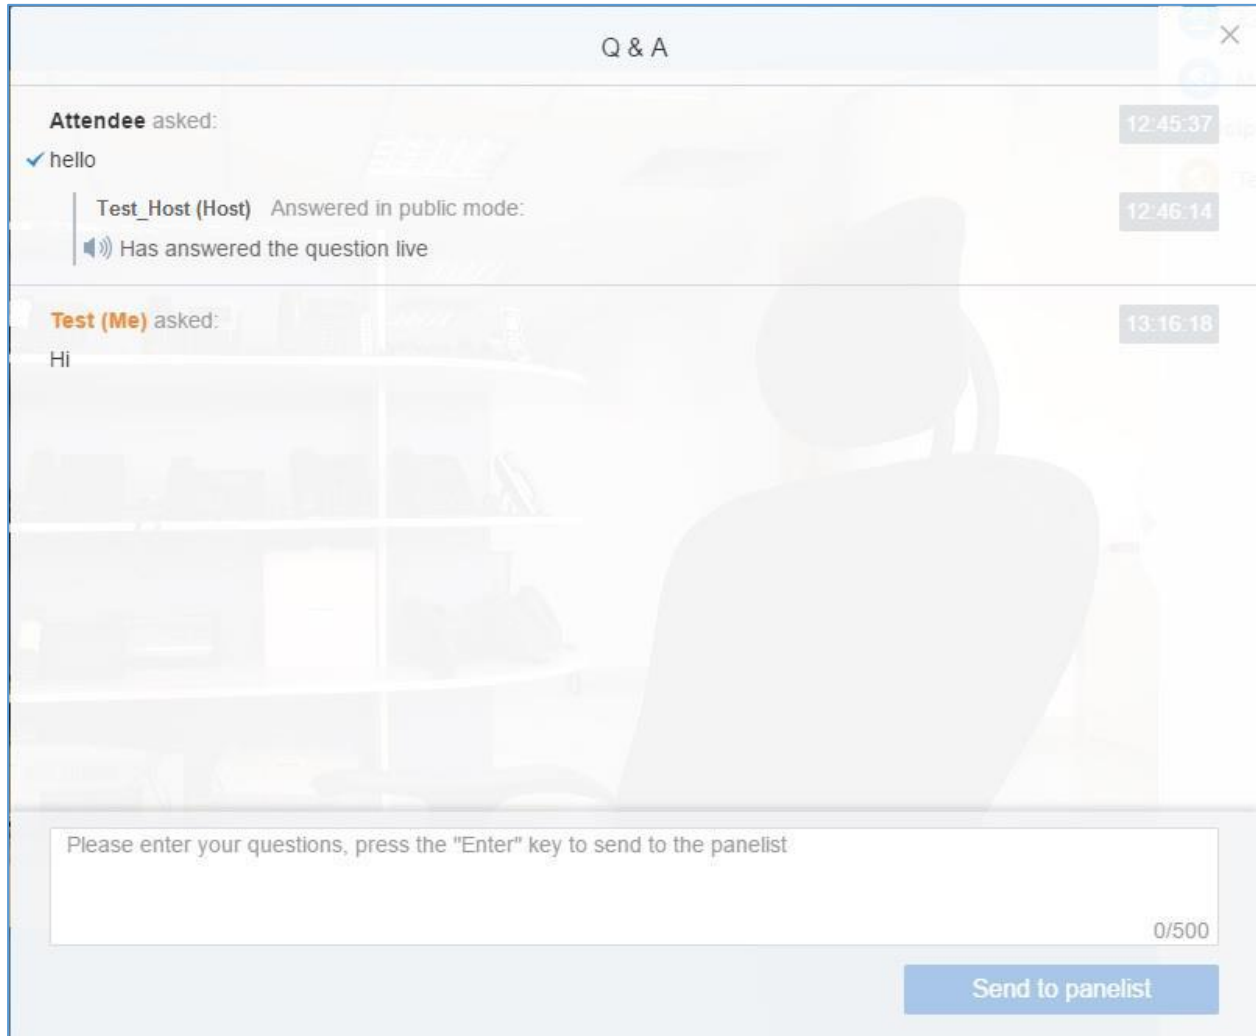 Q & A
Attendee asked: 12:45:37
hello
Test_Host (Host) Answered in public mode: 12:46:14
Has answered the question live
Test (Me) asked: 13:16:18
Hi
Please enter your questions, press the "Enter" key to send to the panelist
0/500
Send to panelist